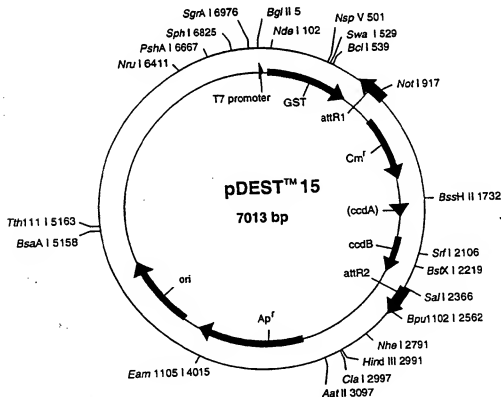 SgrA I 6976
Bgl II 5
Sph I 6825
Nde I 102
Nsp V 501
PshA I 6667
Swa I 529
Bcl I 539
Nru I 6411
Not I 917
T7 promoter
GST
attR1
Cmʳ
pDEST™ 15
7013 bp
BssH II 1732
(ccdA)
Tth111 I 5163
BsaA I 5158
ccdB
Srf I 2106
BstX I 2219
attR2
Sal I 2366
ori
Bpu1102 I 2562
Apʳ
Nhe I 2791
Eam 1105 I 4015
Hind III 2991
Cla I 2997
Aat II 3097